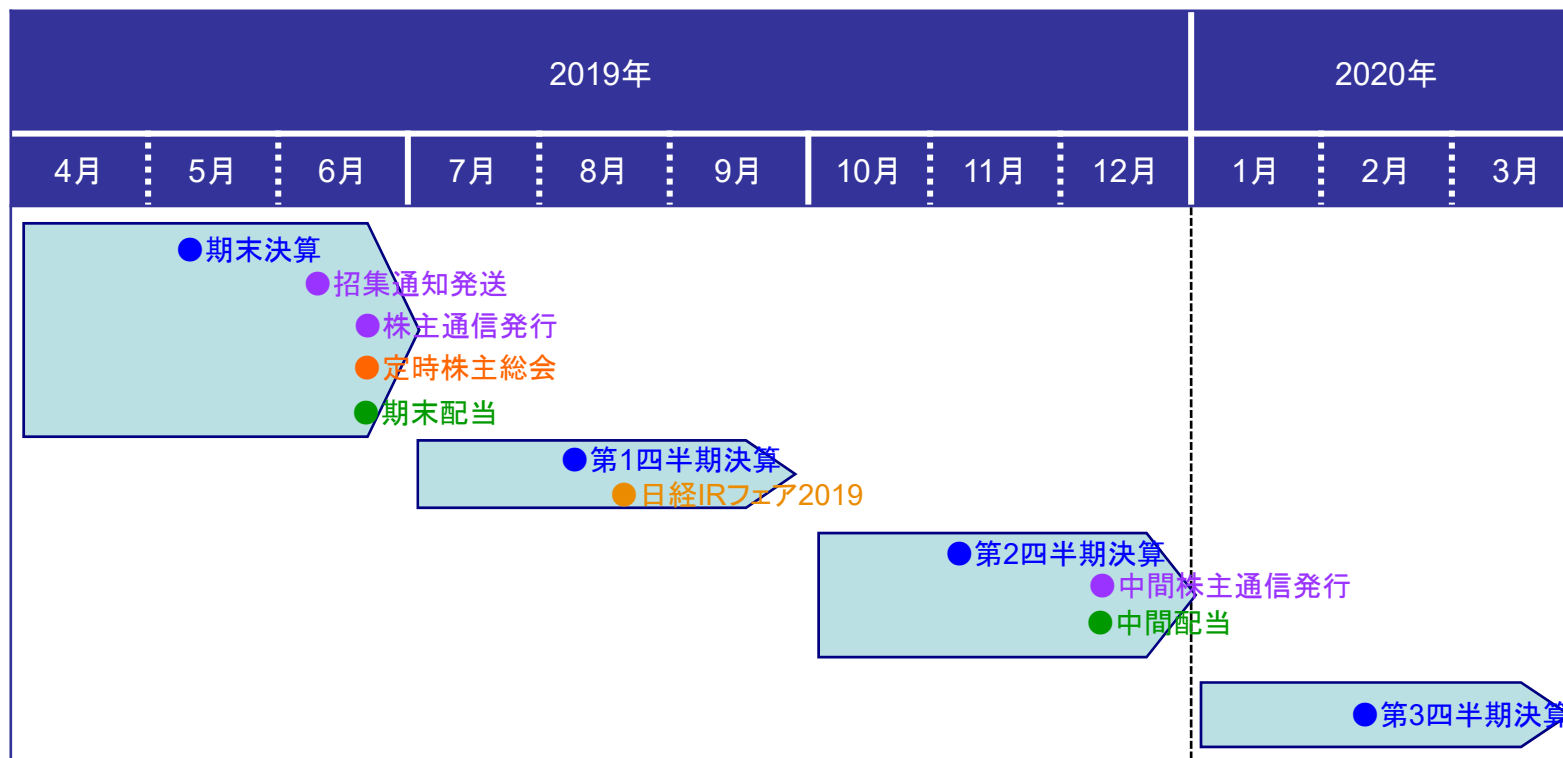 2019年 2020年
4月 5月 6月 7月 8月 9月 10月 11月 12月 1月 2月 3月
●期末決算
●招集通知発送
●株主通信発行
●定時株主総会
●期末配当
●第1四半期決算
●日経IRフェア2019
●第2四半期決算
●中間株主通信発行
●中間配当
●第3四半期決算